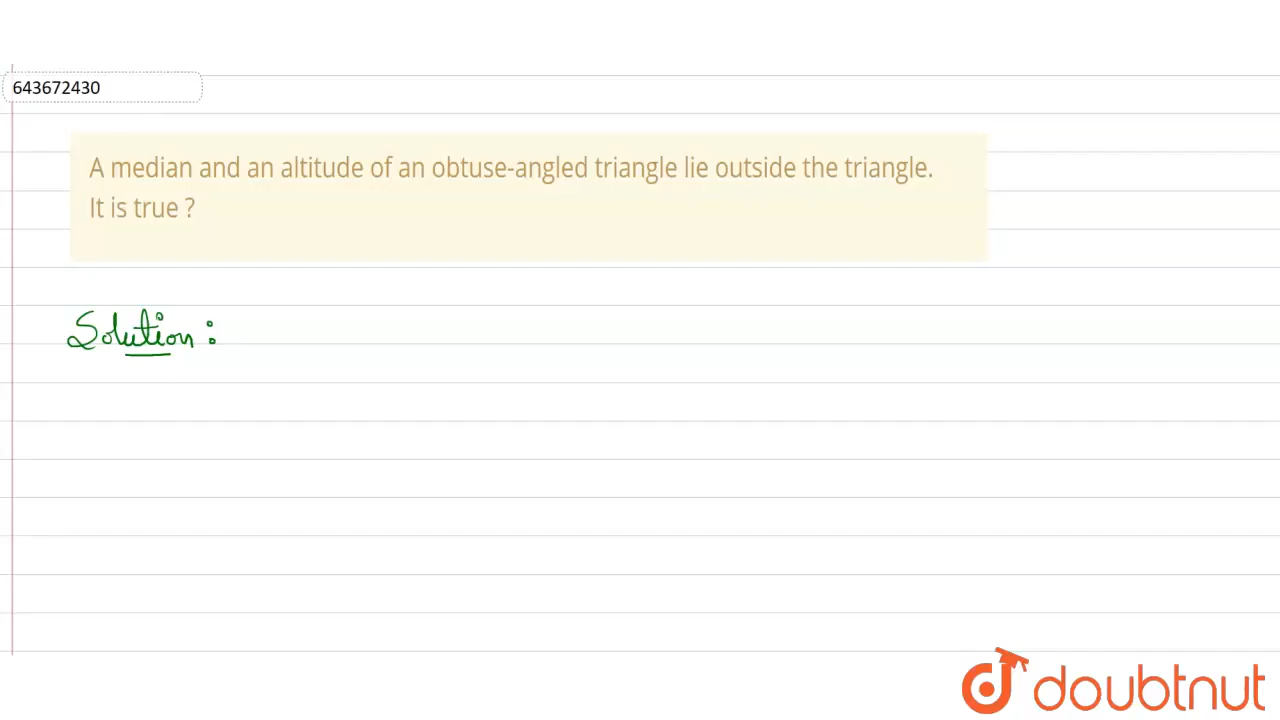 643672430
A median and an altitude of an obtuse-angled triangle lie outside the triangle.
It is true ?
Solution :
doubtnut